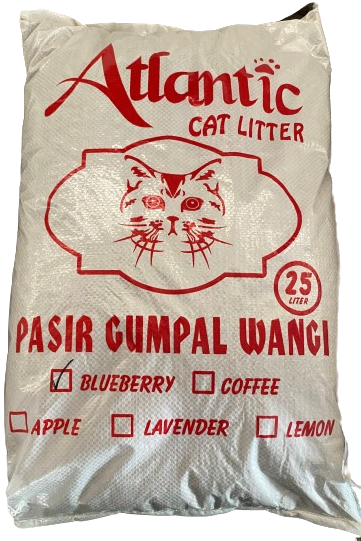 Atlantic
CAT LITTER
25
LITER
PASIR GUMPAL WANGI
BLUEBERRY COFFEE
APPLE LAVENDER LEMON